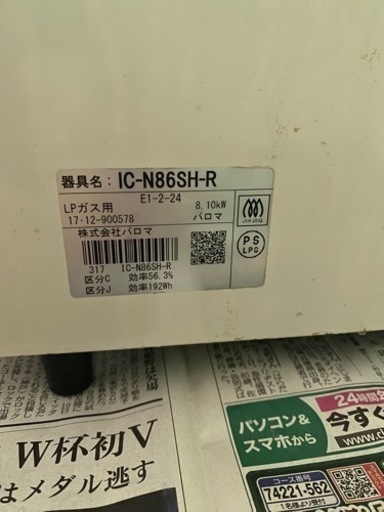 器具名: IC-N86SH-R
E1-2-24
LPガス用 8.10kW
17・12-900578 パロマ
株式会社パロマ
317 IC-N86SH-R
区分C 効率56.3%
区分J 効率192Wh
PS
LPG
W杯初V
はメダル逃す
24時間
パソコン&
スマホから
今すぐ
www.c
コース番号
74221-562